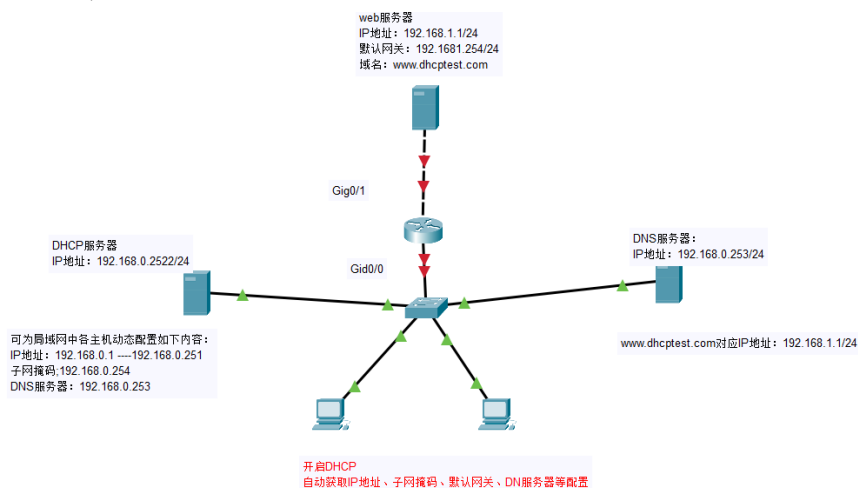 web服务器
IP地址：192.168.1.1/24
默认网关：192.1681.254/24
域名：www.dhcptest.com
Gig0/1
DHCP服务器
IP地址：192.168.0.2522/24
Gid0/0
DNS服务器：
IP地址：192.168.0.253/24
可为局域网中各主机动态配置如下内容：
IP地址：192.168.0.1 ----192.168.0.251
子网掩码;192.168.0.254
DNS服务器：192.168.0.253
www.dhcptest.com对应IP地址：192.168.1.1/24
开启DHCP
自动获取IP地址、子网掩码、默认网关、DN服务器等配置